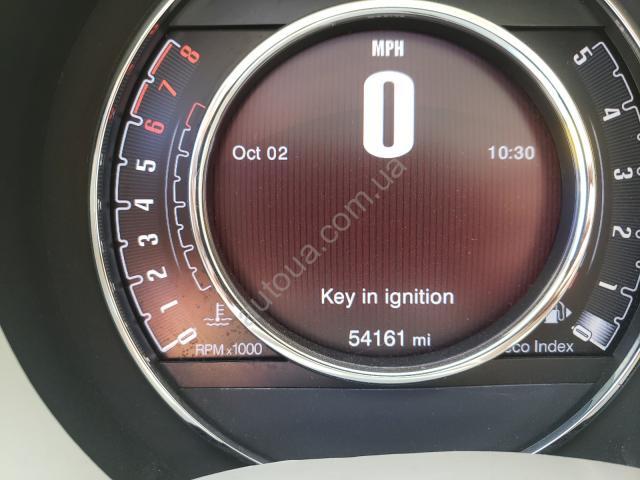 MPH
0
Oct 02
10:30
Key in ignition
54161 mi
8
7
6
5
4
3
2
1
0
RPM x1000
5
4
3
2
1
0
eco Index
autoua.com.ua